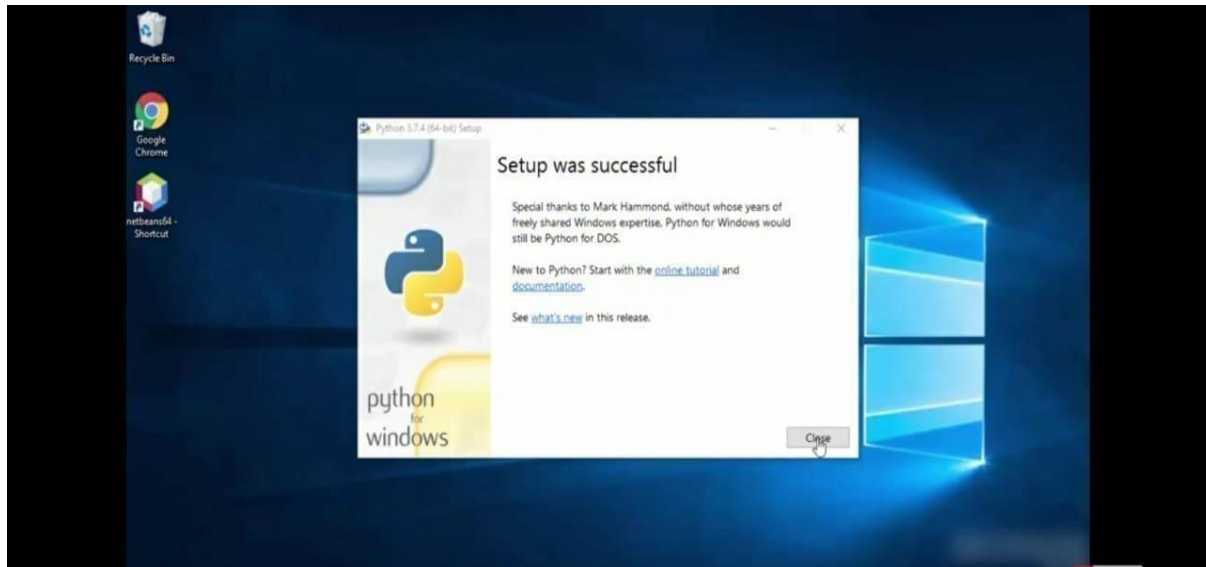 Recycle Bin
Google
Chrome
netbeans64 -
Shortcut
Python 3.7.4 (64-bit) Setup
Setup was successful
Special thanks to Mark Hammond, without whose years of
freely shared Windows expertise, Python for Windows would
still be Python for DOS.
New to Python? Start with the online tutorial and
documentation.
See what's new in this release.
python
for
windows
Close